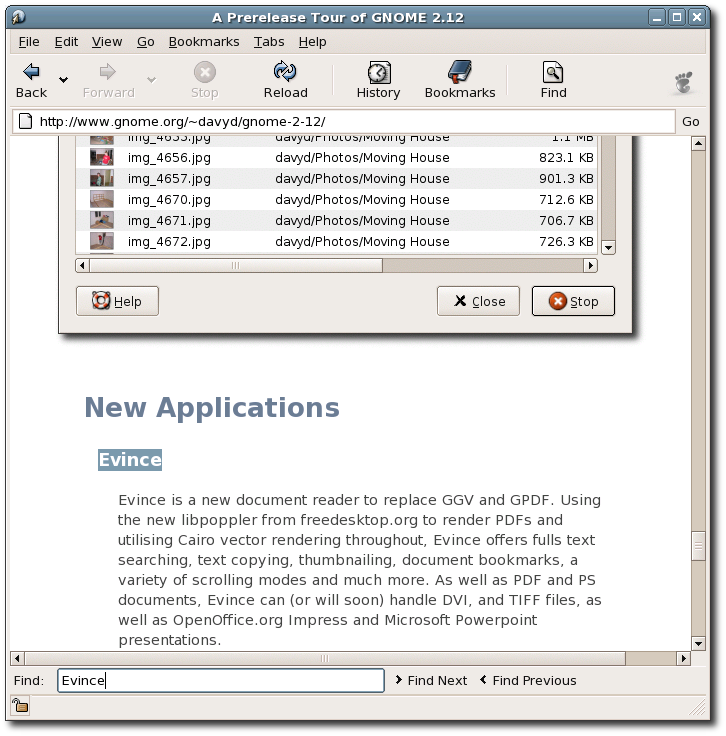 A Prerelease Tour of GNOME 2.12
File Edit View Go Bookmarks Tabs Help
Back Forward Stop Reload History Bookmarks Find
http://www.gnome.org/~davyd/gnome-2-12/ Go
img_4655.jpg davyd/Photos/Moving House 1.1 MB
img_4656.jpg davyd/Photos/Moving House 823.1 KB
img_4657.jpg davyd/Photos/Moving House 901.3 KB
img_4670.jpg davyd/Photos/Moving House 712.6 KB
img_4671.jpg davyd/Photos/Moving House 706.7 KB
img_4672.jpg davyd/Photos/Moving House 726.3 KB
Help Close Stop
New Applications
Evince
Evince is a new document reader to replace GGV and GPDF. Using
the new libpoppler from freedesktop.org to render PDFs and
utilising Cairo vector rendering throughout, Evince offers fulls text
searching, text copying, thumbnailing, document bookmarks, a
variety of scrolling modes and much more. As well as PDF and PS
documents, Evince can (or will soon) handle DVI, and TIFF files, as
well as OpenOffice.org Impress and Microsoft Powerpoint
presentations.
Find: Evince Find Next Find Previous